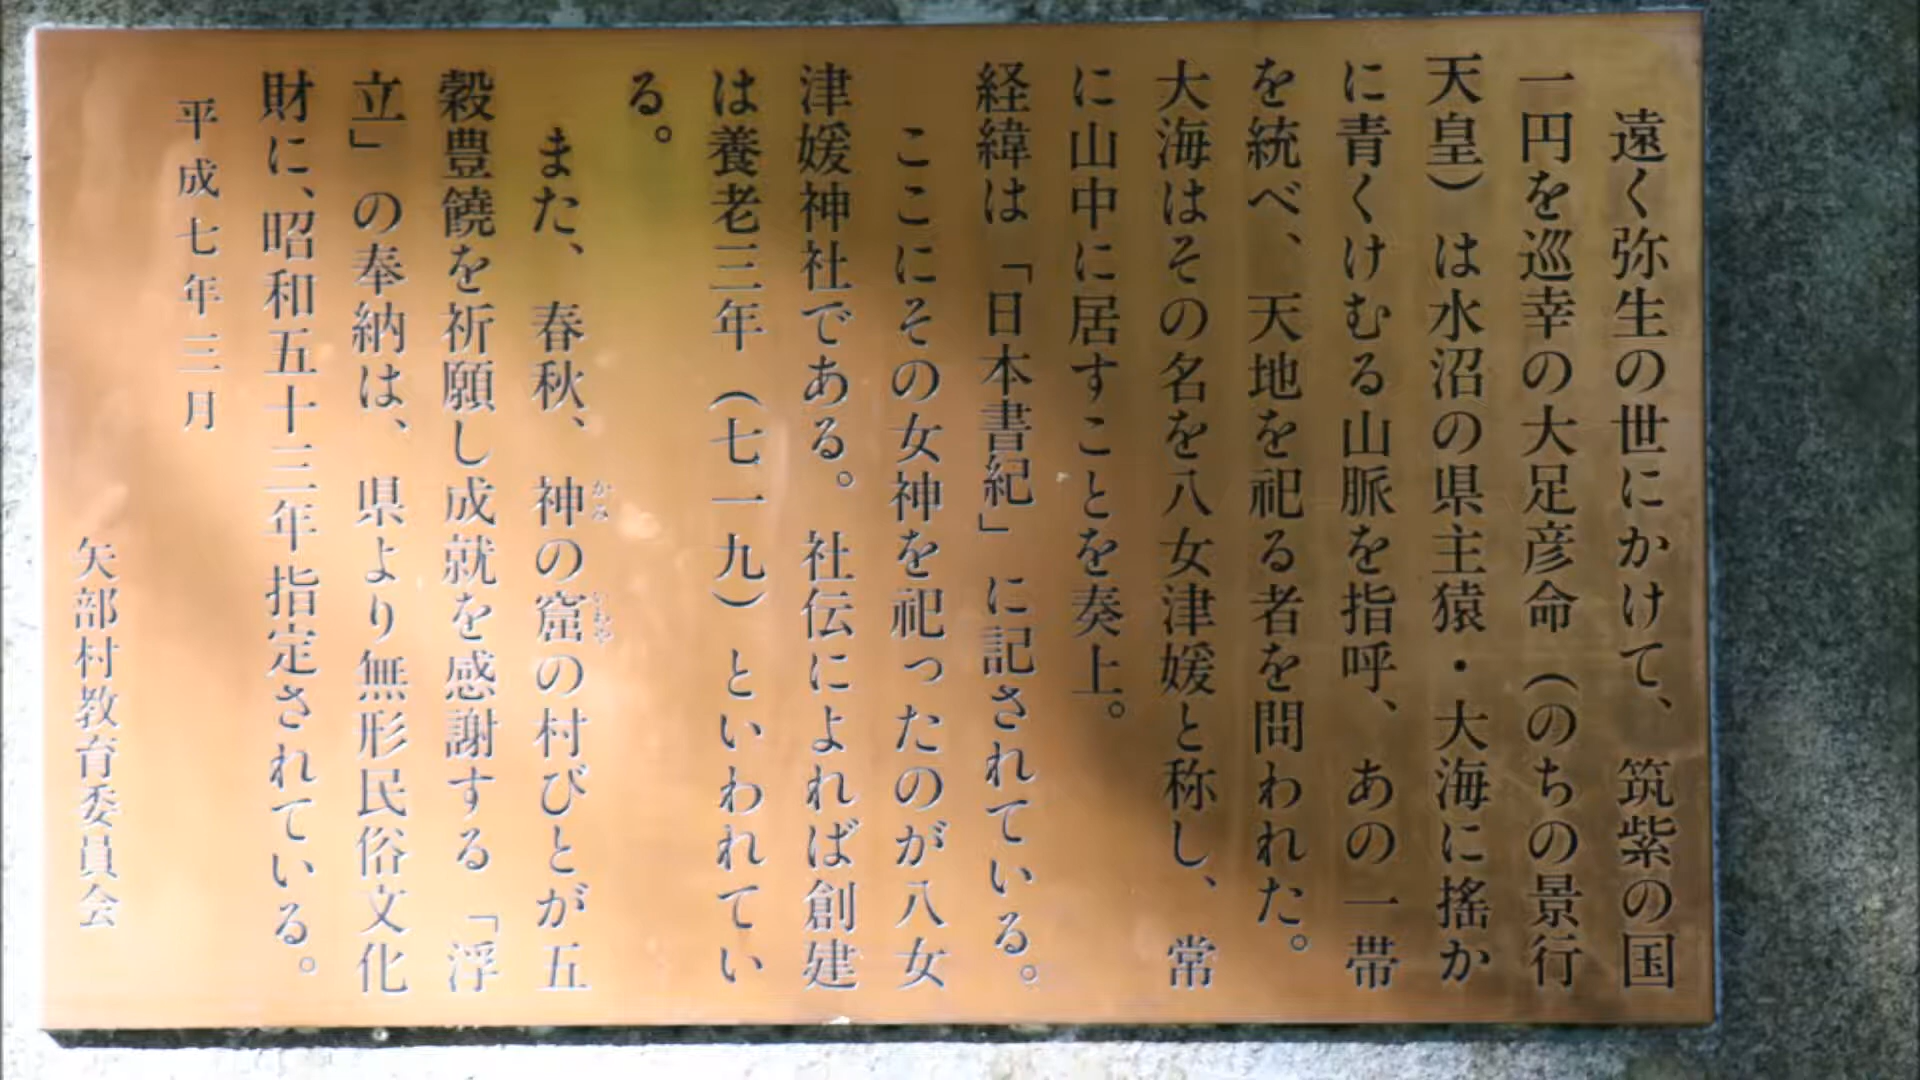 遠く弥生の世にかけて、筑紫の国
一円を巡幸の大足彦命（のちの景行
天皇）は水沼の県主猿・大海に揺か
に青くけむる山脈を指呼、あの一帯
を統べ、天地を祀る者を問われた。
大海はその名を八女津媛と称し、常
に山中に居すことを奏上。
経緯は「日本書紀」に記されている。
ここにその女神を祀ったのが八女
津媛神社である。社伝によれば創建
は養老三年（七一九）といわれてい
る。
また、春秋、神の窟の村びとが五
かみ いわや
穀豊饒を祈願し成就を感謝する「浮
立」の奉納は、県より無形民俗文化
財に、昭和五十三年指定されている。
平成七年三月
矢部村教育委員会